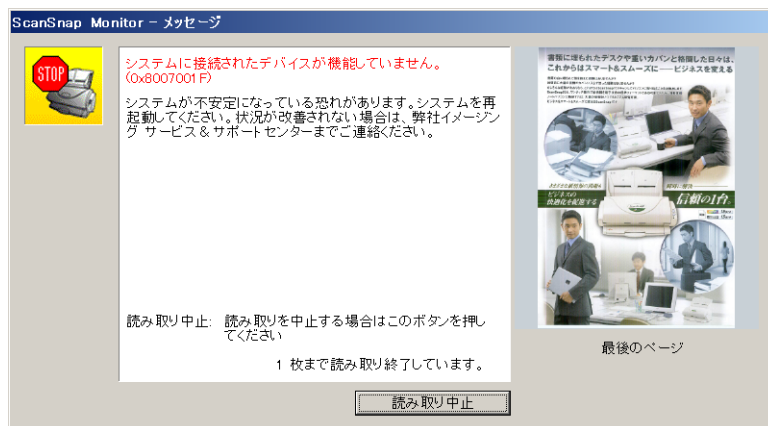 ScanSnap Monitor - メッセージ
STOP
システムに接続されたデバイスが機能していません。
(0x8007001F)
システムが不安定になっている恐れがあります。システムを再
起動してください。状況が改善されない場合は、弊社イメージン
グ サービス&サポートセンターまでご連絡ください。
読み取り中止: 読み取りを中止する場合はこのボタンを押し
てください
1 枚まで読み取り終了しています。
読み取り中止
書類に埋もれたデスクや重いカバンと格闘した日々は、
これからはスマート&スムーズに──ビジネスを変える
ビジネスの
快適化を配慮する
信頼の1台。
最後のページ